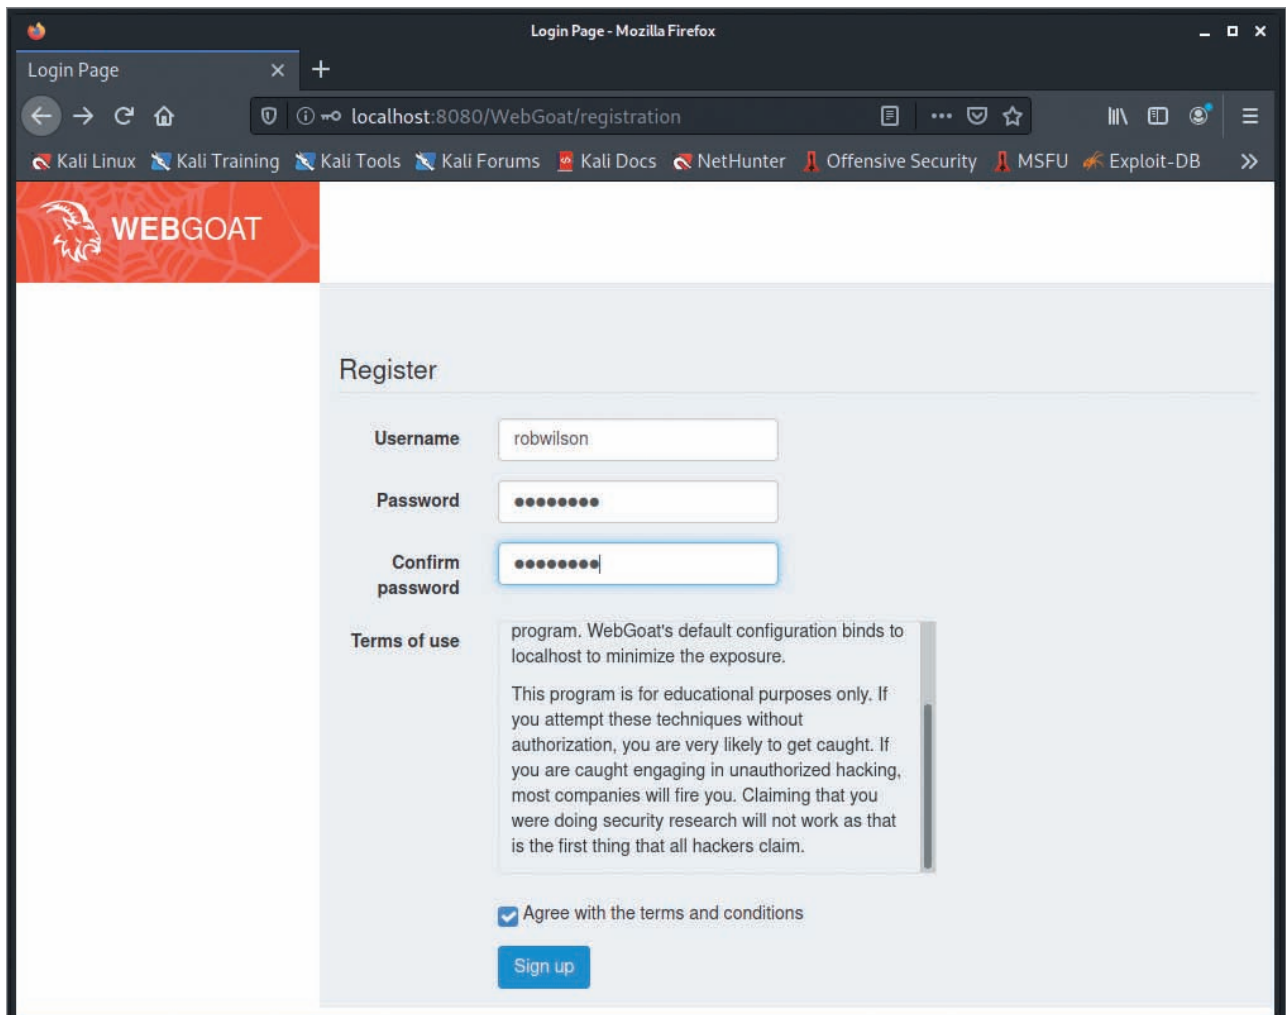 Login Page - Mozilla Firefox
Login Page
localhost:8080/WebGoat/registration
Kali Linux Kali Training Kali Tools Kali Forums Kali Docs NetHunter Offensive Security MSFU Exploit-DB
WEBGOAT
Register
Username robwilson
Password ●●●●●●●●
Confirm
password ●●●●●●●●
Terms of use
program. WebGoat's default configuration binds to
localhost to minimize the exposure.
This program is for educational purposes only. If
you attempt these techniques without
authorization, you are very likely to get caught. If
you are caught engaging in unauthorized hacking,
most companies will fire you. Claiming that you
were doing security research will not work as that
is the first thing that all hackers claim.
Agree with the terms and conditions
Sign up